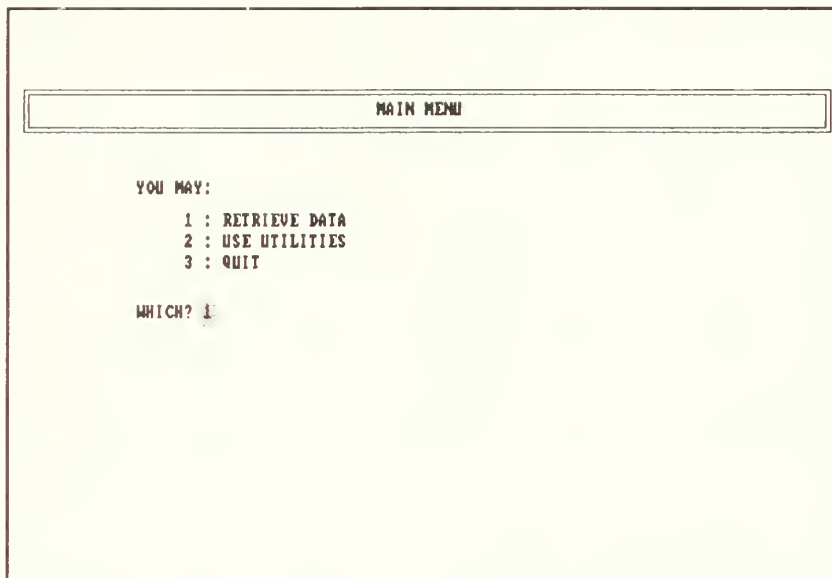 MAIN MENU
YOU MAY:
1 : RETRIEVE DATA
2 : USE UTILITIES
3 : QUIT
WHICH? 1